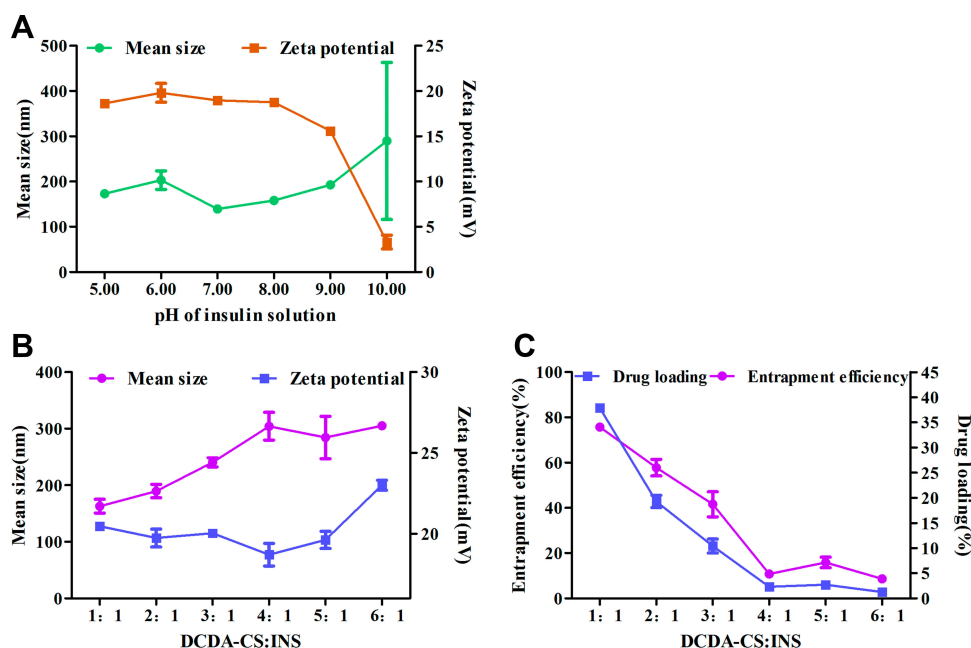 A
Mean size
Zeta potential
500
400
300
200
100
0
Mean size(nm)
25
20
15
10
5
0
Zeta potential(mV)
5.00 6.00 7.00 8.00 9.00 10.00
pH of insulin solution
B
Mean size
Zeta potential
400
300
200
100
0
Mean size(nm)
30
25
20
Zeta potential(mV)
1: 1 2: 1 3: 1 4: 1 5: 1 6: 1
DCDA-CS:INS
C
Drug loading
Entrapment efficiency
100
80
60
40
20
0
Entrapment efficiency(%)
45
40
35
30
25
20
15
10
5
0
Drug loading(%)
1: 1 2: 1 3: 1 4: 1 5: 1 6: 1
DCDA-CS:INS